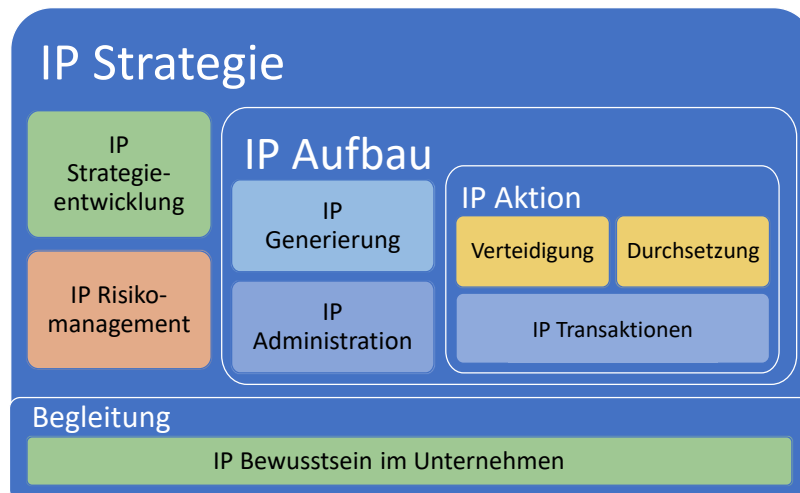 IP Strategie
IP
Strategie-
entwicklung
IP Risiko-
management
IP Aufbau
IP
Generierung
IP
Administration
IP Aktion
Verteidigung
Durchsetzung
IP Transaktionen
Begleitung
IP Bewusstsein im Unternehmen